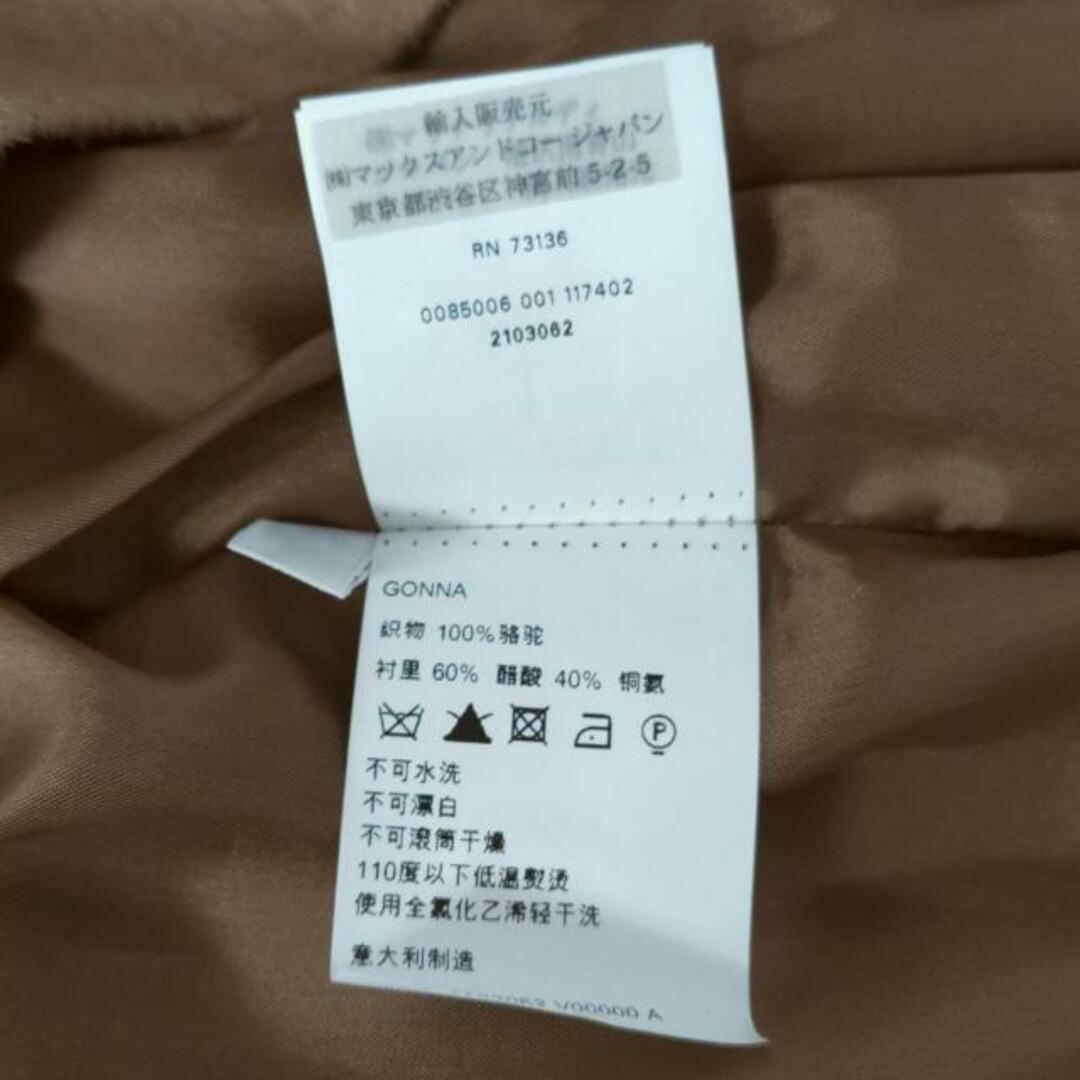 輸入販売元
㈱マックスアンドコー ジャパン
東京都渋谷区神宮前 5-2-5
RN 73136
0085006 001 117402
2103062
GONNA
织物 100% 骆驼
衬里 60% 醋酸 40% 铜氨
P
不可水洗
不可漂白
不可滚筒干燥
110度以下低温熨烫
使用全氯化乙浠轻干洗
意大利制造
V00000 A